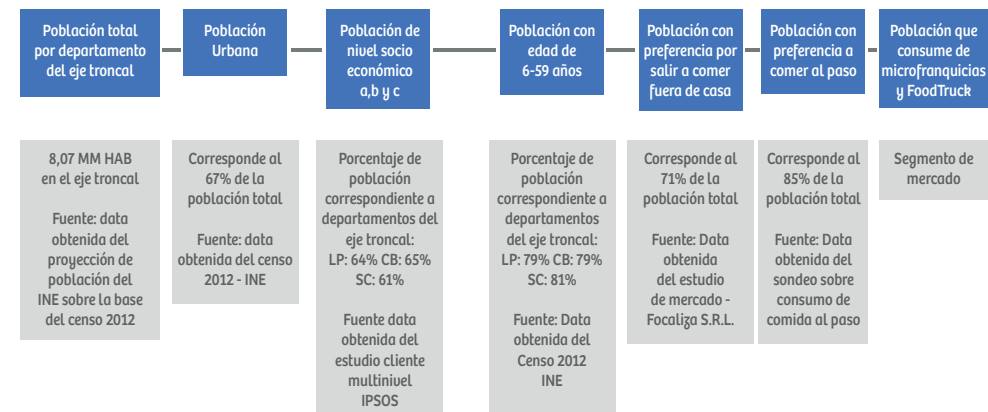 Población total
por departamento
del eje troncal
Población
Urbana
Población de
nivel socio
económico
a,b y c
Población con
edad de
6-59 años
Población con
preferencia por
salir a comer
fuera de casa
Población con
preferencia a
comer al paso
Población que
consume de
microfranquicias
y FoodTruck
8,07 MM HAB
en el eje troncal
Fuente: data
obtenida del
proyección de
población del
INE sobre la base
del censo 2012
Corresponde al
67% de la
población total
Fuente: data
obtenida del censo
2012 - INE
Porcentaje de
población
correspondiente a
departamentos del
eje troncal:
LP: 64% CB: 65%
SC: 61%
Fuente data
obtenida del
estudio cliente
multinivel
IPSOS
Porcentaje de
población
correspondiente a
departamentos
del eje troncal:
LP: 79% CB: 79%
SC: 81%
Fuente: Data
obtenida del
Censo 2012
INE
Corresponde al
71% de la
población total
Fuente: Data
obtenida
del estudio
de mercado -
Focaliza S.R.L.
Corresponde al
85% de la
población total
Fuente: Data
obtenida del
sondeo sobre
consumo de
comida al paso
Segmento de
mercado